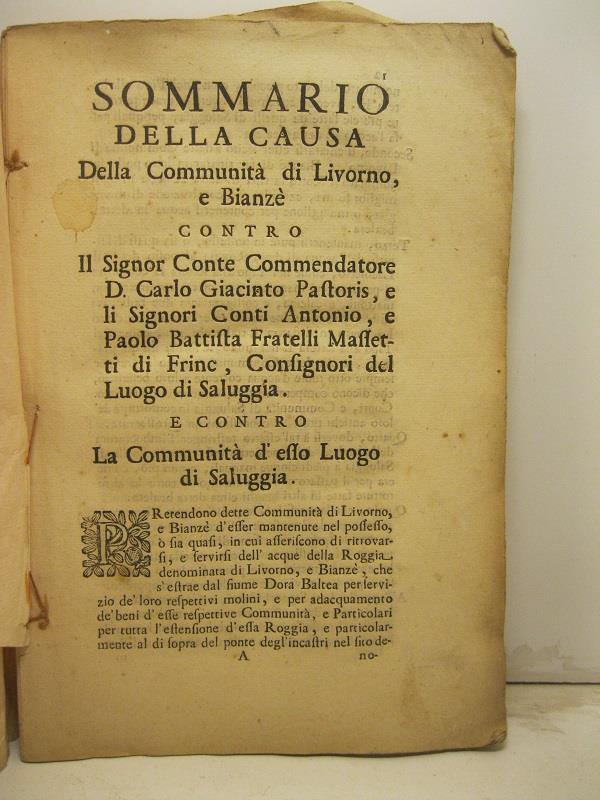 1
SOMMARIO
DELLA CAUSA
Della Communità di Livorno,
e Bianzè
CONTRO
Il Signor Conte Commendatore
D. Carlo Giacinto Paſtoris, e
li Signori Conti Antonio, e
Paolo Battiſta Fratelli Maſſet-
ti di Frinc, Conſignori del
Luogo di Saluggia.
E CONTRO
La Communità d'eſſo Luogo
di Saluggia.
PRetendono dette Communità di Livorno,
e Bianzè d'eſſer mantenute nel poſſeſſo,
ò ſia quaſi, in cui aſſeriſcono di ritrovar-
ſi, e ſervirſi dell'acque della Roggia
denominata di Livorno, e Bianzè, che
s'eſtrae dal fiume Dora Baltea per ſervi-
zio de' loro reſpettivi molini, e per adacquamento
de' beni d'eſſe reſpettive Communità, e Particolari
per tutta l'eſtenſione d'eſſa Roggia, e particolar-
mente al di ſopra del ponte degl'incaſtri nel ſito de-
A no-